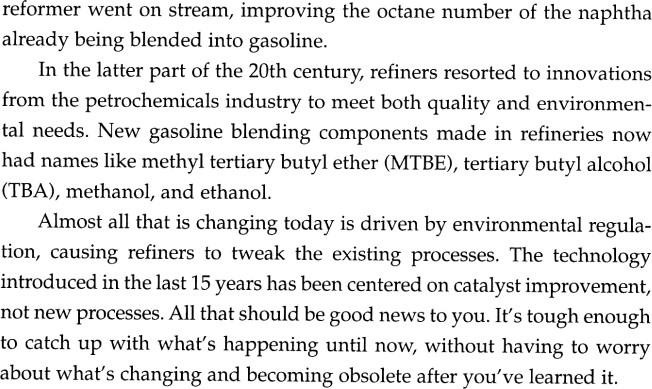 reformer went on stream, improving the octane number of the naphtha
already being blended into gasoline.
In the latter part of the 20th century, refiners resorted to innovations
from the petrochemicals industry to meet both quality and environmen-
tal needs. New gasoline blending components made in refineries now
had names like methyl tertiary butyl ether (MTBE), tertiary butyl alcohol
(TBA), methanol, and ethanol.
Almost all that is changing today is driven by environmental regula-
tion, causing refiners to tweak the existing processes. The technology
introduced in the last 15 years has been centered on catalyst improvement,
not new processes. All that should be good news to you. It's tough enough
to catch up with what's happening until now, without having to worry
about what's changing and becoming obsolete after you've learned it.